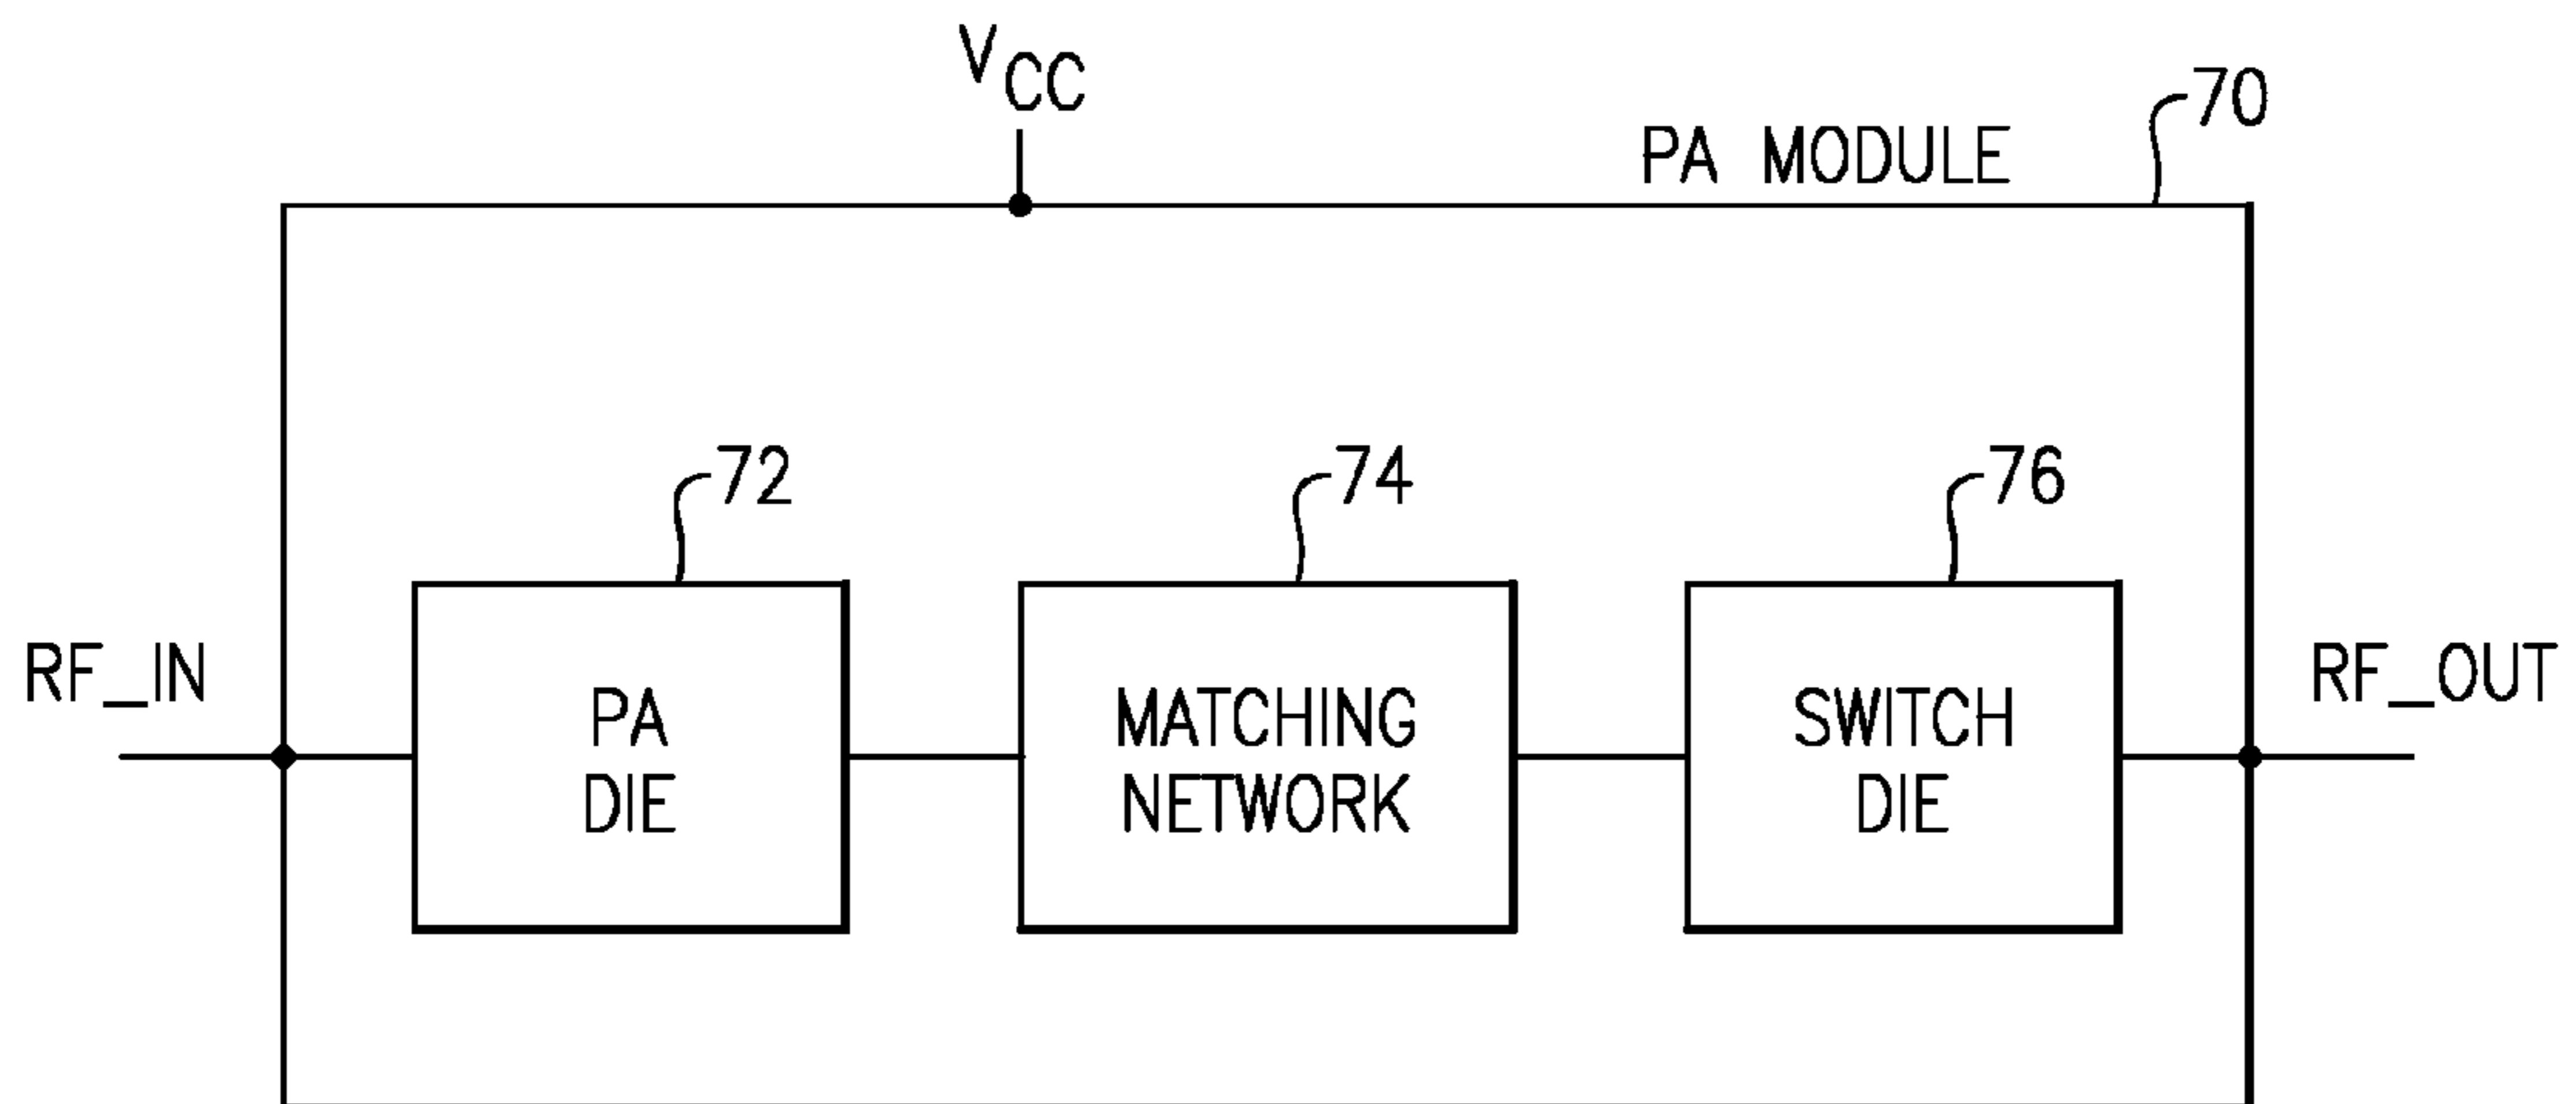 VCC
PA MODULE
70
72
74
76
RF_IN
PA
DIE
MATCHING
NETWORK
SWITCH
DIE
RF_OUT